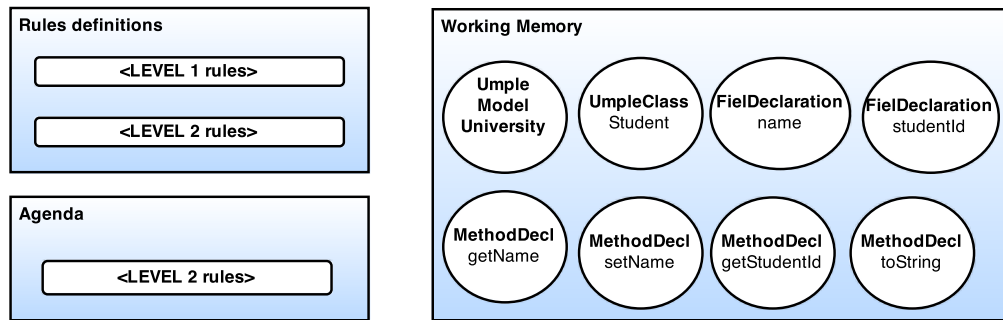 Rules definitions
<LEVEL 1 rules>
<LEVEL 2 rules>
Agenda
<LEVEL 2 rules>
Working Memory
Umple
Model
University
UmpleClass
Student
FielDeclaration
name
FielDeclaration
studentId
MethodDecl
getName
MethodDecl
setName
MethodDecl
getStudentId
MethodDecl
toString